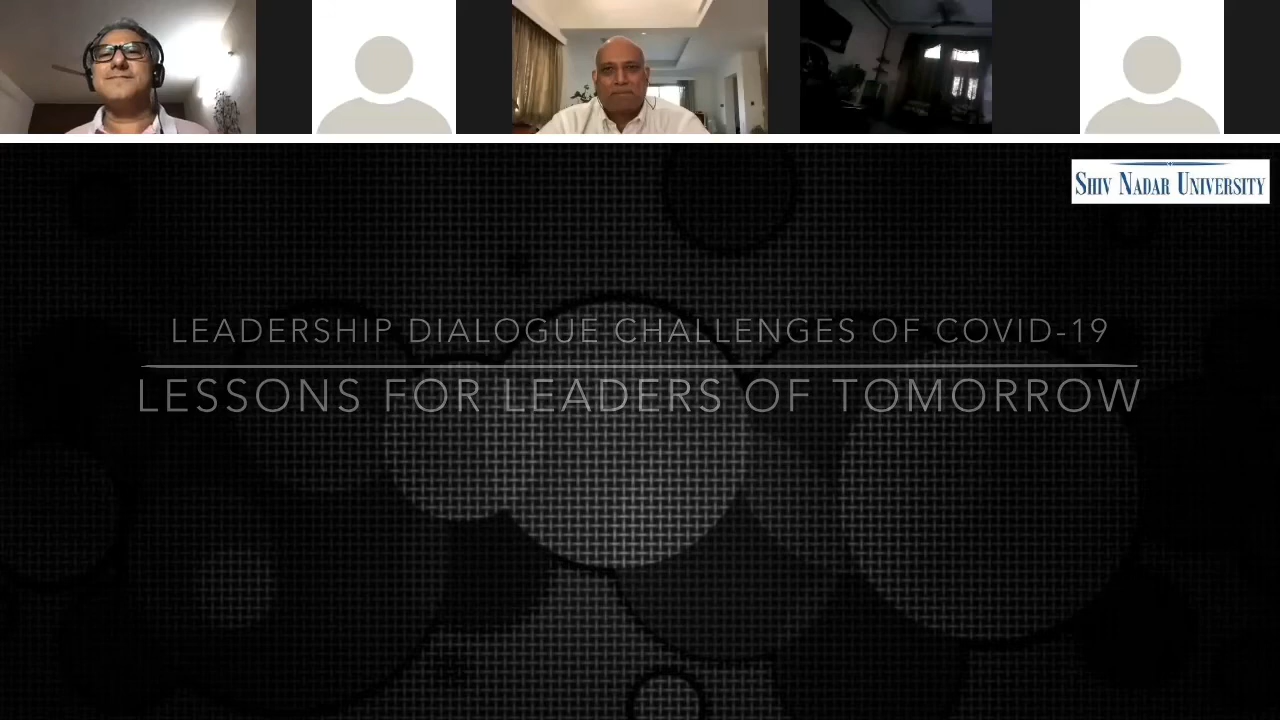 SHIV NADAR UNIVERSITY
LEADERSHIP DIALOGUE CHALLENGES OF COVID-19
LESSONS FOR LEADERS OF TOMORROW